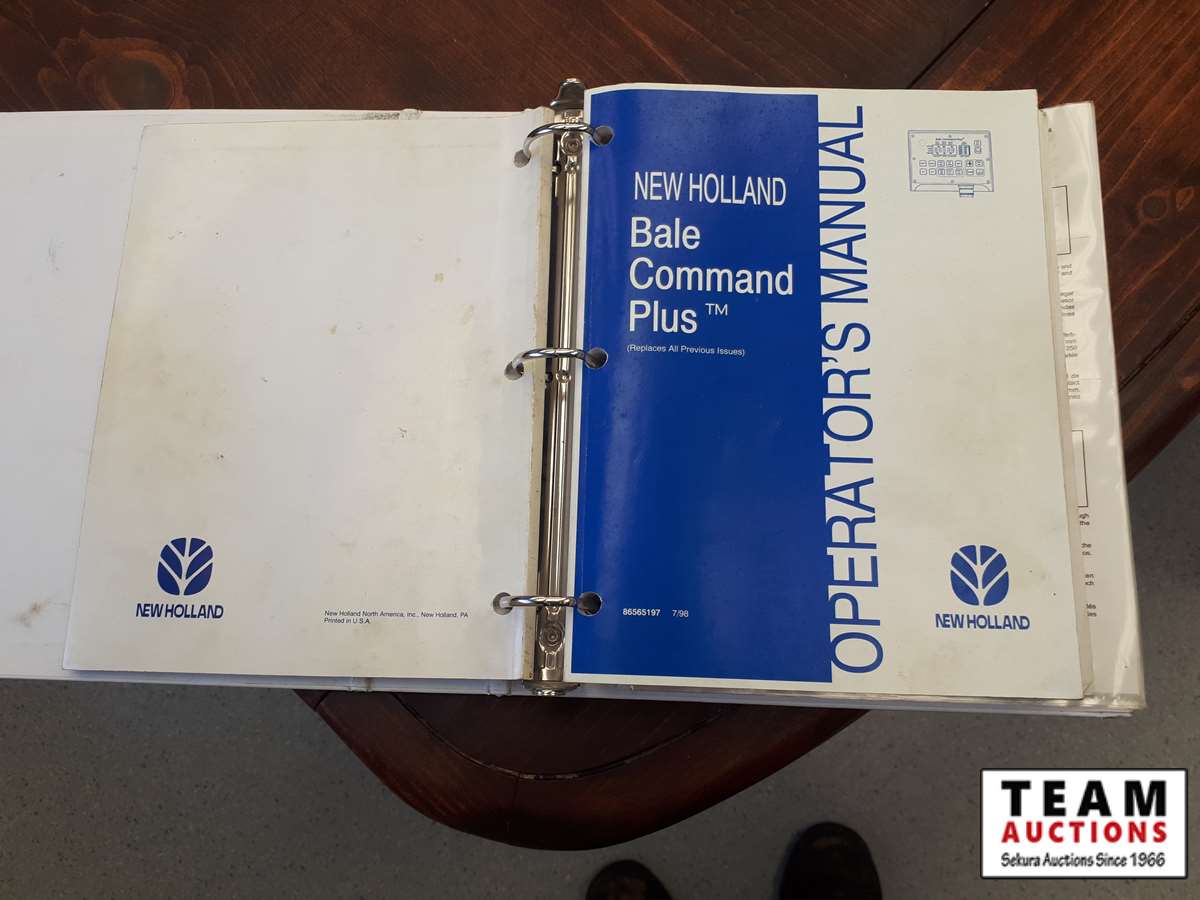 NEW HOLLAND
New Holland North America, Inc., New Holland, PA
Printed in U.S.A.
NEW HOLLAND
Bale
Command
Plus ™
(Replaces All Previous Issues)
86565197 7/98
OPERATOR'S MANUAL
NEW HOLLAND
TEAM
AUCTIONS
Sekura Auctions Since 1966